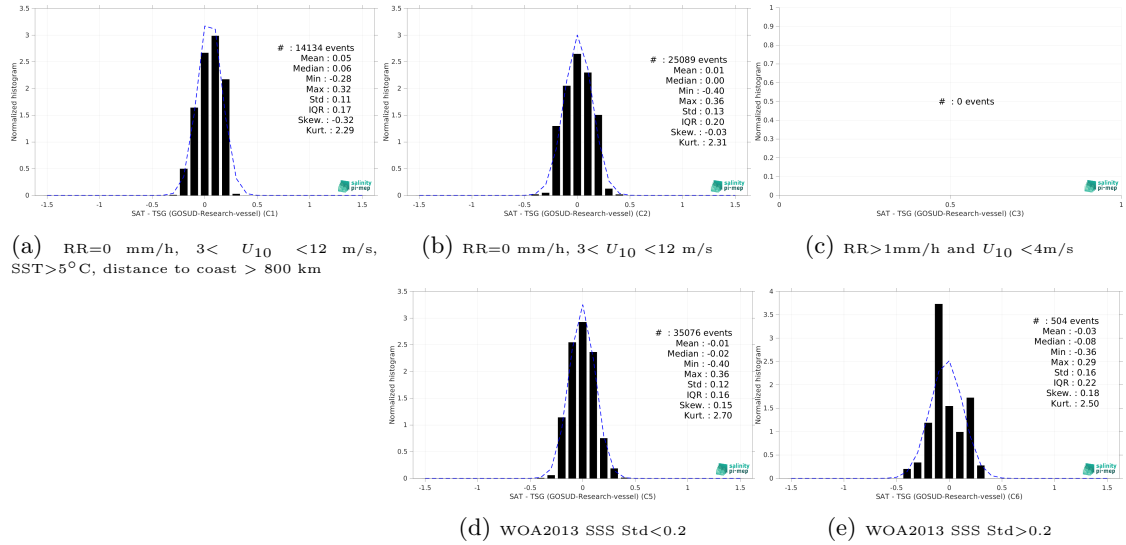 3.5
3
2.5
2
1.5
1
0.5
0
Normalized histogram
# : 14134 events
Mean : 0.05
Median : 0.06
Min : -0.28
Max : 0.32
Std : 0.11
IQR : 0.17
Skew. : -0.32
Kurt. : 2.29
salinity
pi-mep
-1.5 -1 -0.5 0 0.5 1 1.5
SAT - TSG (GOSUD-Research-vessel) (C1)
(a) RR=0 mm/h, 3< U10 <12 m/s,
SST>5°C, distance to coast > 800 km
3.5
3
2.5
2
1.5
1
0.5
0
Normalized histogram
# : 25089 events
Mean : 0.01
Median : 0.00
Min : -0.40
Max : 0.36
Std : 0.13
IQR : 0.20
Skew. : -0.03
Kurt. : 2.31
salinity
pi-mep
-1.5 -1 -0.5 0 0.5 1 1.5
SAT - TSG (GOSUD-Research-vessel) (C2)
(b) RR=0 mm/h, 3< U10 <12 m/s
1
0.9
0.8
0.7
0.6
0.5
0.4
0.3
0.2
0.1
0
Normalized histogram
# : 0 events
salinity
pi-mep
0 0.5 1
SAT - TSG (GOSUD-Research-vessel) (C3)
(c) RR>1mm/h and U10 <4m/s
3.5
3
2.5
2
1.5
1
0.5
0
Normalized histogram
# : 35076 events
Mean : -0.01
Median : -0.02
Min : -0.40
Max : 0.36
Std : 0.12
IQR : 0.16
Skew. : 0.15
Kurt. : 2.70
salinity
pi-mep
-1.5 -1 -0.5 0 0.5 1 1.5
SAT - TSG (GOSUD-Research-vessel) (C5)
(d) WOA2013 SSS Std<0.2
4
3.5
3
2.5
2
1.5
1
0.5
0
Normalized histogram
# : 504 events
Mean : -0.03
Median : -0.08
Min : -0.36
Max : 0.29
Std : 0.16
IQR : 0.22
Skew. : 0.18
Kurt. : 2.50
salinity
pi-mep
-1.5 -1 -0.5 0 0.5 1 1.5
SAT - TSG (GOSUD-Research-vessel) (C6)
(e) WOA2013 SSS Std>0.2